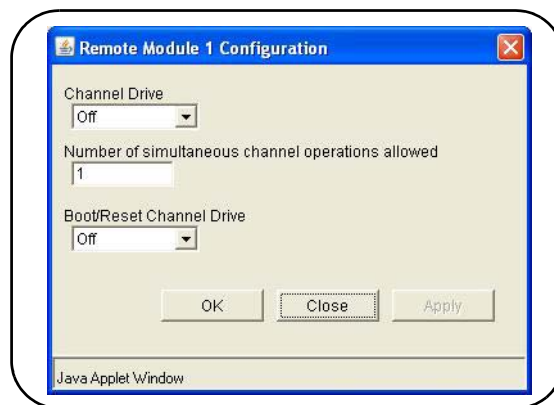 Remote Module 1 Configuration
Channel Drive
Off
Number of simultaneous channel operations allowed
1
Boot/Reset Channel Drive
Off
OK Close Apply
Java Applet Window